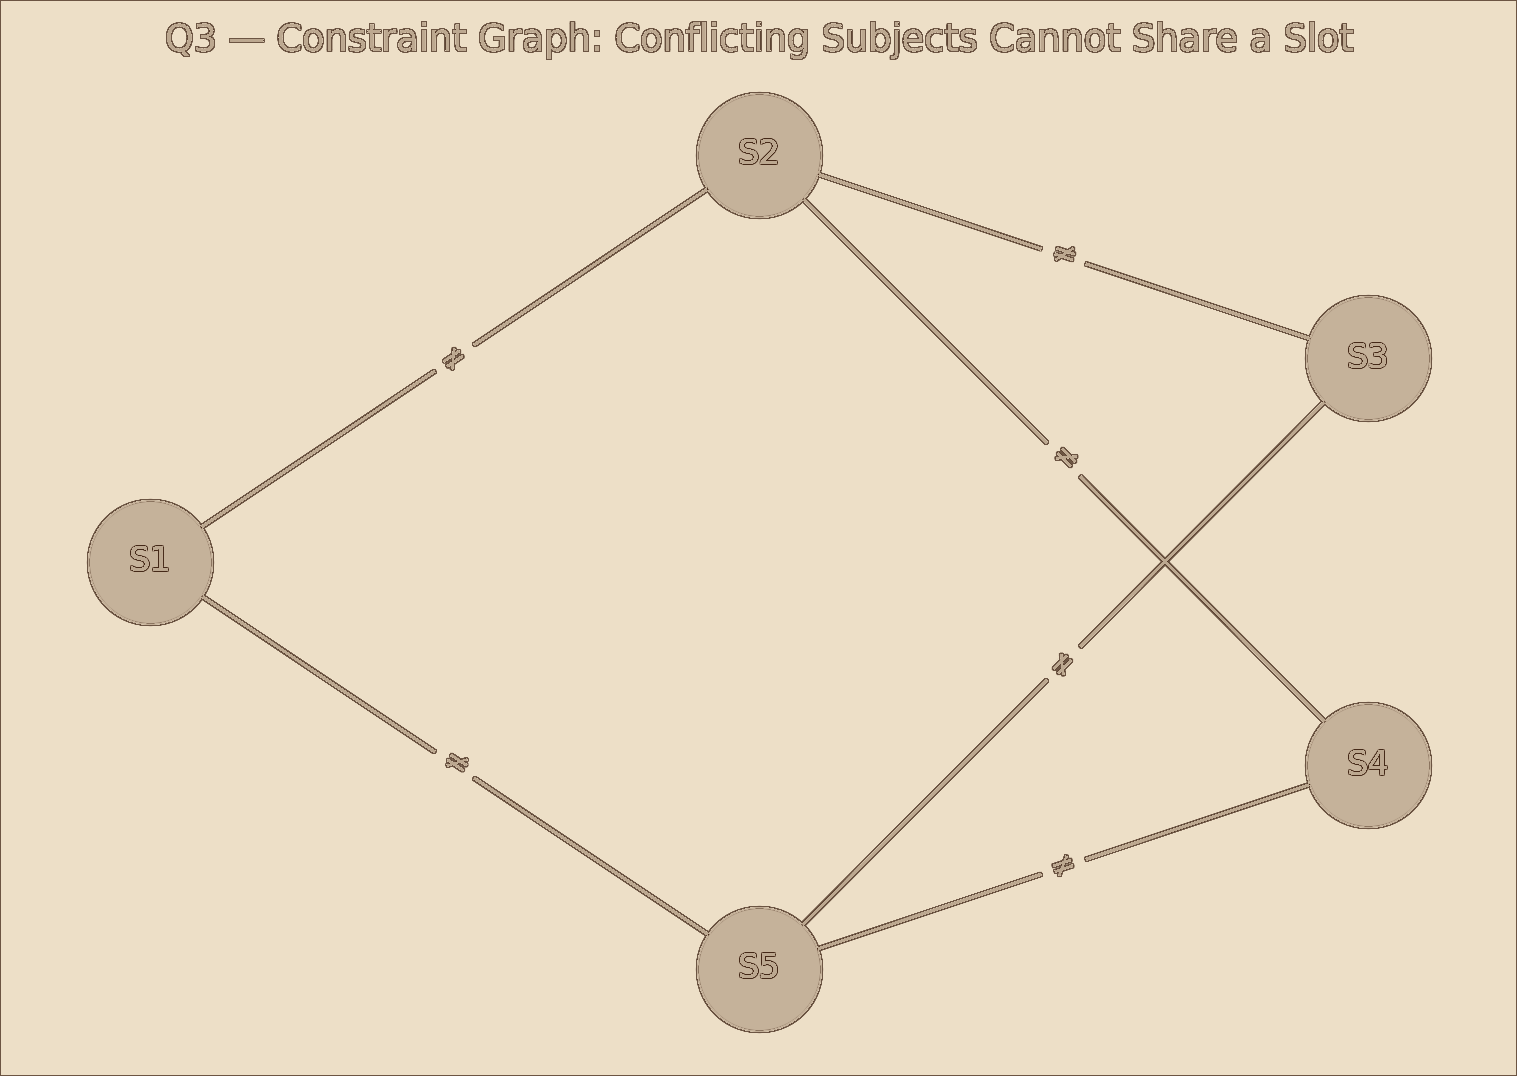 Q3 — Constraint Graph: Conflicting Subjects Cannot Share a Slot
S2
≠
S3
≠
≠
S1
≠
S4
≠
≠
S5